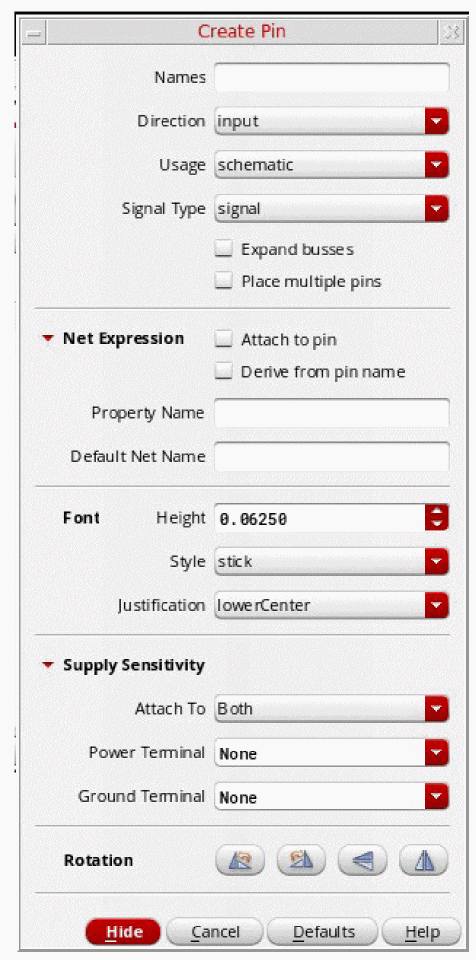 Create Pin
Names
Direction input
Usage schematic
Signal Type signal
Expand busses
Place multiple pins
Net Expression Attach to pin
Derive from pin name
Property Name
Default Net Name
Font Height 0.06250
Style stick
Justification lowerCenter
Supply Sensitivity
Attach To Both
Power Terminal None
Ground Terminal None
Rotation
Hide Cancel Defaults Help